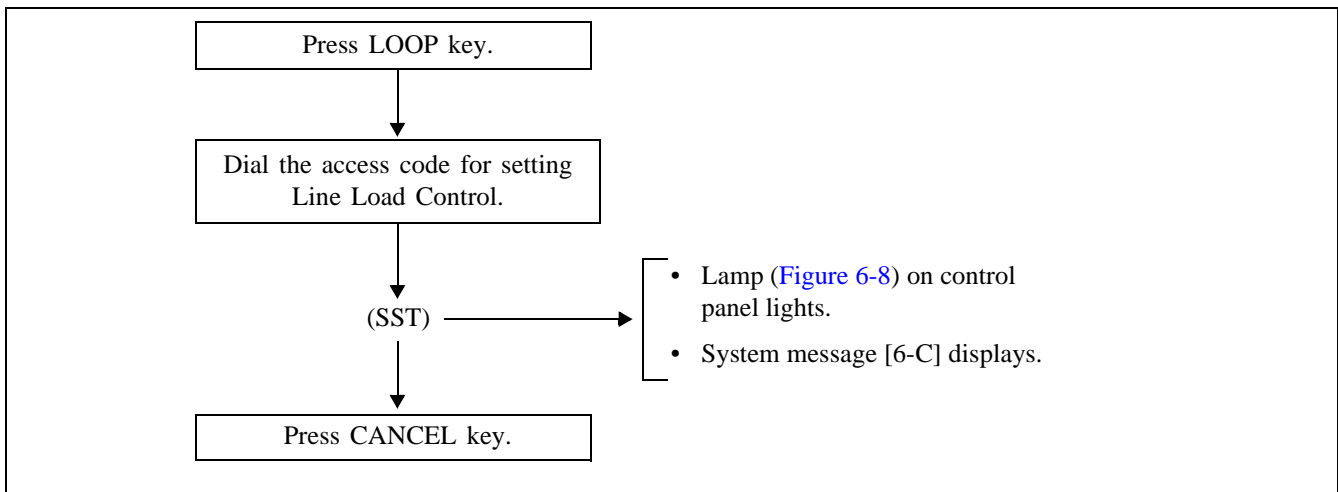 Press LOOP key.
Dial the access code for setting
Line Load Control.
(SST)
• Lamp (Figure 6-8) on control
panel lights.
• System message [6-C] displays.
Press CANCEL key.